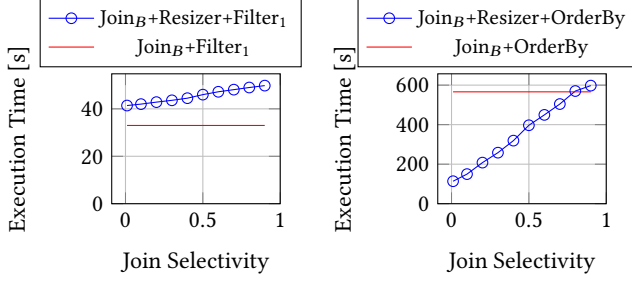 Join_B+Resizer+Filter_1
Join_B+Filter_1
Execution Time [s]
40
20
0
0
0.5
1
Join Selectivity
Join_B+Resizer+OrderBy
Join_B+OrderBy
Execution Time [s]
600
400
200
0
0
0.5
1
Join Selectivity